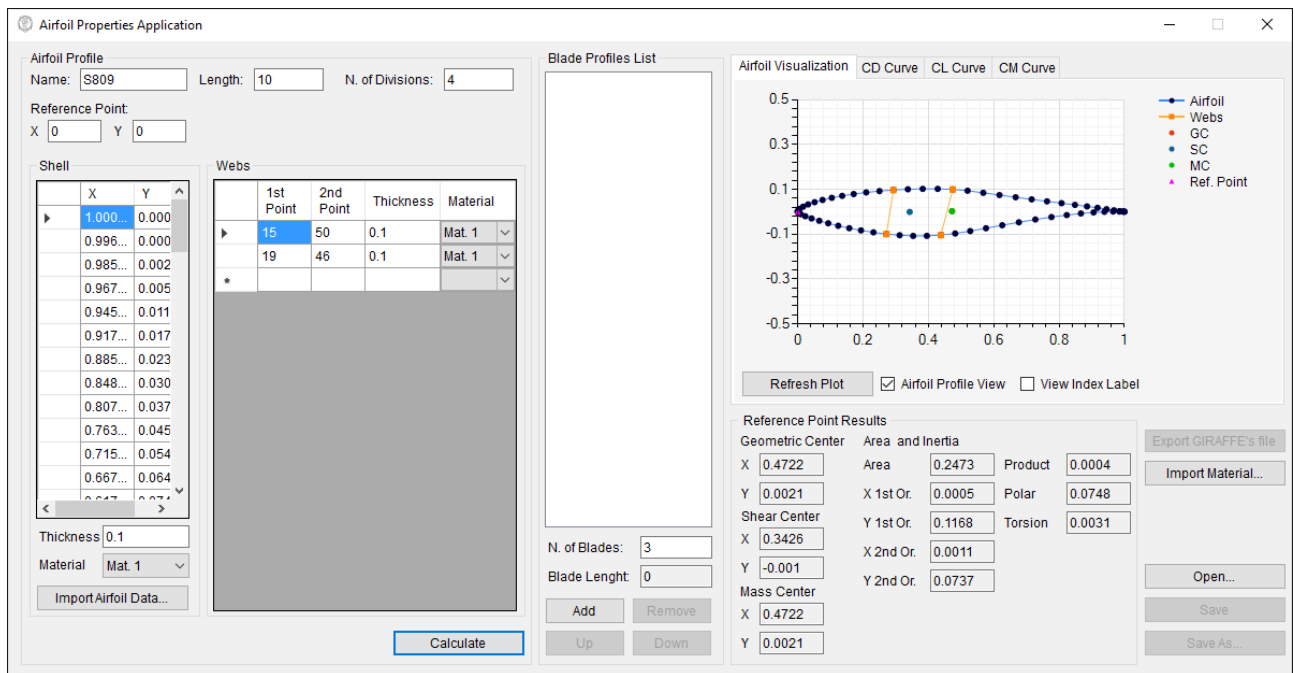 Airfoil Properties Application
Airfoil Profile
Name: S809 Length: 10 N. of Divisions: 4
Reference Point:
X 0 Y 0
Shell
X Y
1.000... 0.000
0.996... 0.000
0.985... 0.002
0.967... 0.005
0.945... 0.011
0.917... 0.017
0.885... 0.023
0.848... 0.030
0.807... 0.037
0.763... 0.045
0.715... 0.054
0.667... 0.064
Thickness 0.1
Material Mat. 1
Import Airfoil Data...
Webs
1st Point 2nd Point Thickness Material
15 50 0.1 Mat. 1
19 46 0.1 Mat. 1
*
Calculate
Blade Profiles List
N. of Blades: 3
Blade Lenght: 0
Add Remove
Up Down
Airfoil Visualization CD Curve CL Curve CM Curve
0.5
0.3
0.1
-0.1
-0.3
-0.5
0 0.2 0.4 0.6 0.8 1
Airfoil
Webs
GC
SC
MC
Ref. Point
Refresh Plot Airfoil Profile View View Index Label
Reference Point Results
Geometric Center
X 0.4722
Y 0.0021
Shear Center
X 0.3426
Y -0.001
Mass Center
X 0.4722
Y 0.0021
Area and Inertia
Area 0.2473 Product 0.0004
X 1st Or. 0.0005 Polar 0.0748
Y 1st Or. 0.1168 Torsion 0.0031
X 2nd Or. 0.0011
Y 2nd Or. 0.0737
Export GIRAFFE's file
Import Material...
Open...
Save
Save As...